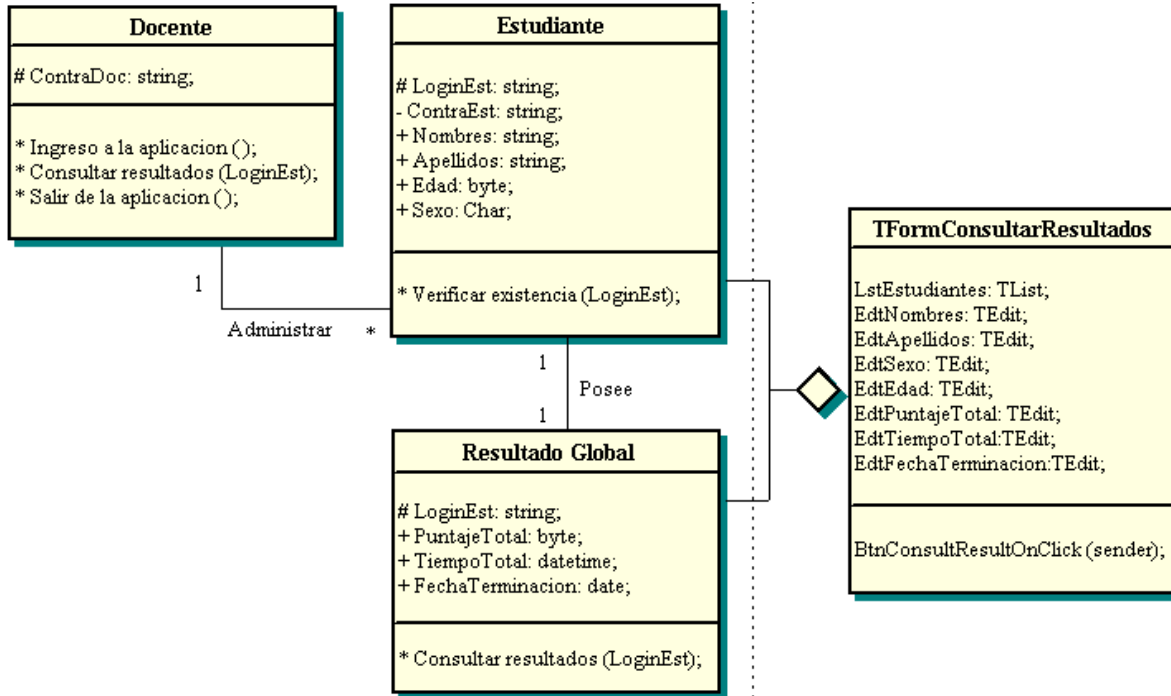 Docente
# ContraDoc: string;
* Ingreso a la aplicacion ();
* Consultar resultados (LoginEst);
* Salir de la aplicacion ();
1
Administrar
*
Estudiante
# LoginEst: string;
- ContraEst: string;
+ Nombres: string;
+ Apellidos: string;
+ Edad: byte;
+ Sexo: Char;
* Verificar existencia (LoginEst);
1
Posee
1
Resultado Global
# LoginEst: string;
+ PuntajeTotal: byte;
+ TiempoTotal: datetime;
+ FechaTerminacion: date;
* Consultar resultados (LoginEst);
TFormConsultarResultados
LstEstudiantes: TList;
EdtNombres: TEdit;
EdtApellidos: TEdit;
EdtSexo: TEdit;
EdtEdad: TEdit;
EdtPuntajeTotal: TEdit;
EdtTiempoTotal:TEdit;
EdtFechaTerminacion:TEdit;
BtnConsultResultOnClick (sender);